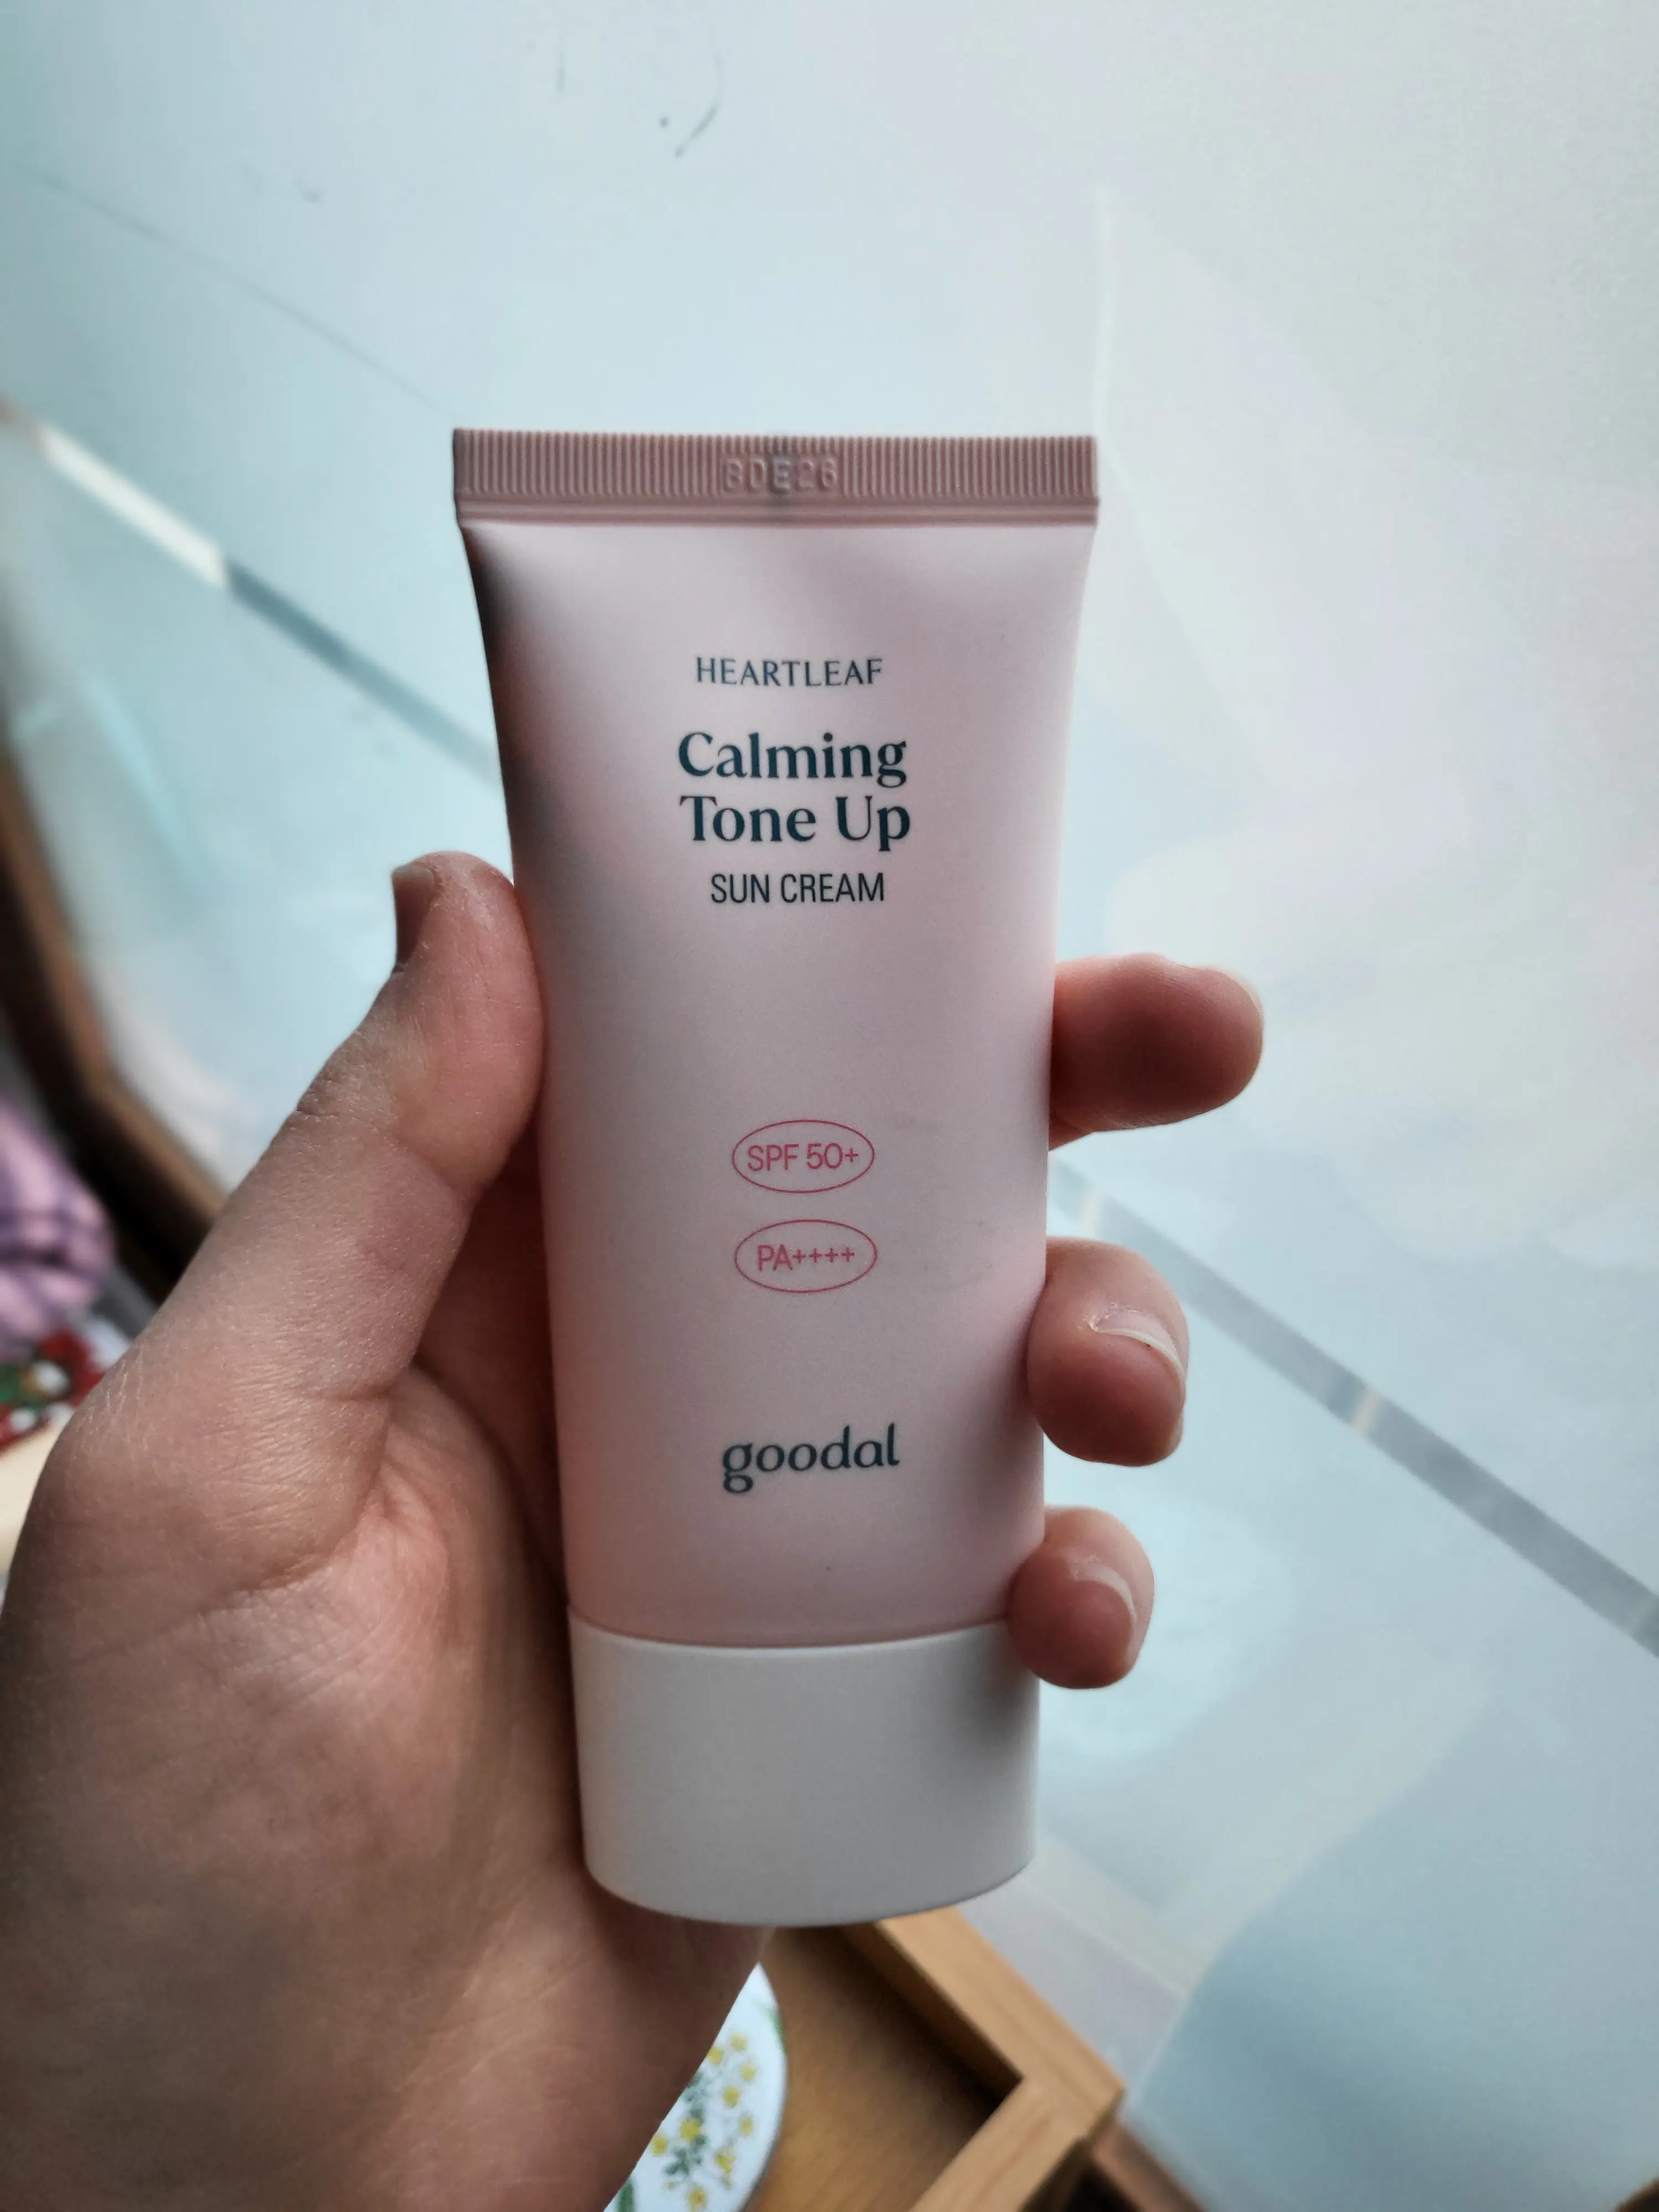 BDE26
HEARTLEAF
Calming
Tone Up
SUN CREAM
SPF 50+
PA++++
goodal